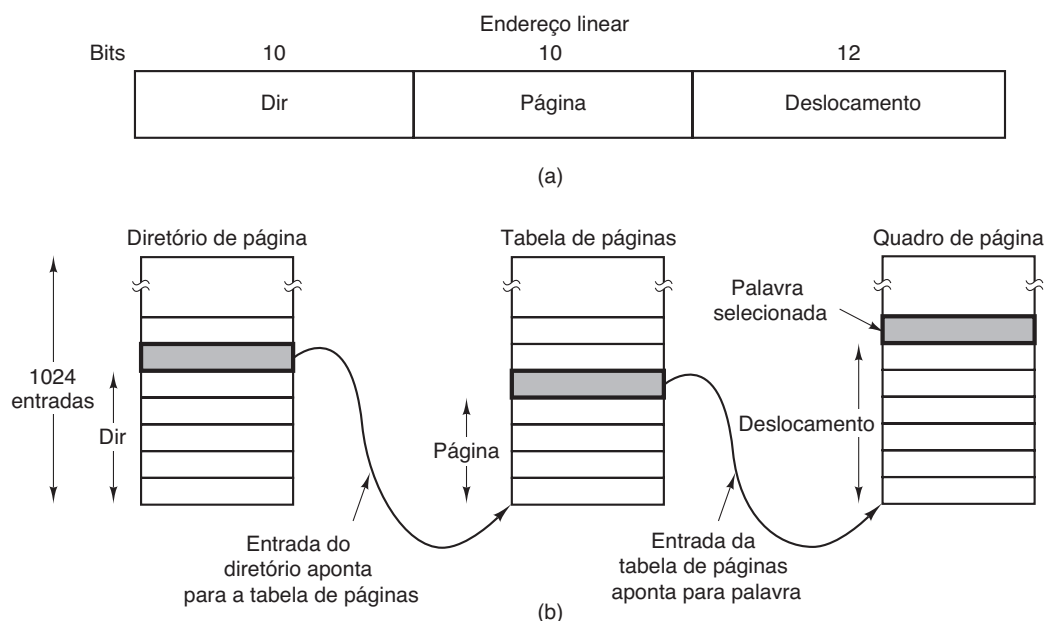 Endereço linear
Bits 10 10 12
Dir Página Deslocamento
(a)
Diretório de página Tabela de páginas Quadro de página
Palavra
selecionada
1024
entradas
Dir
Página
Deslocamento
Entrada do
diretório aponta
para a tabela de páginas
Entrada da
tabela de páginas
aponta para palavra
(b)